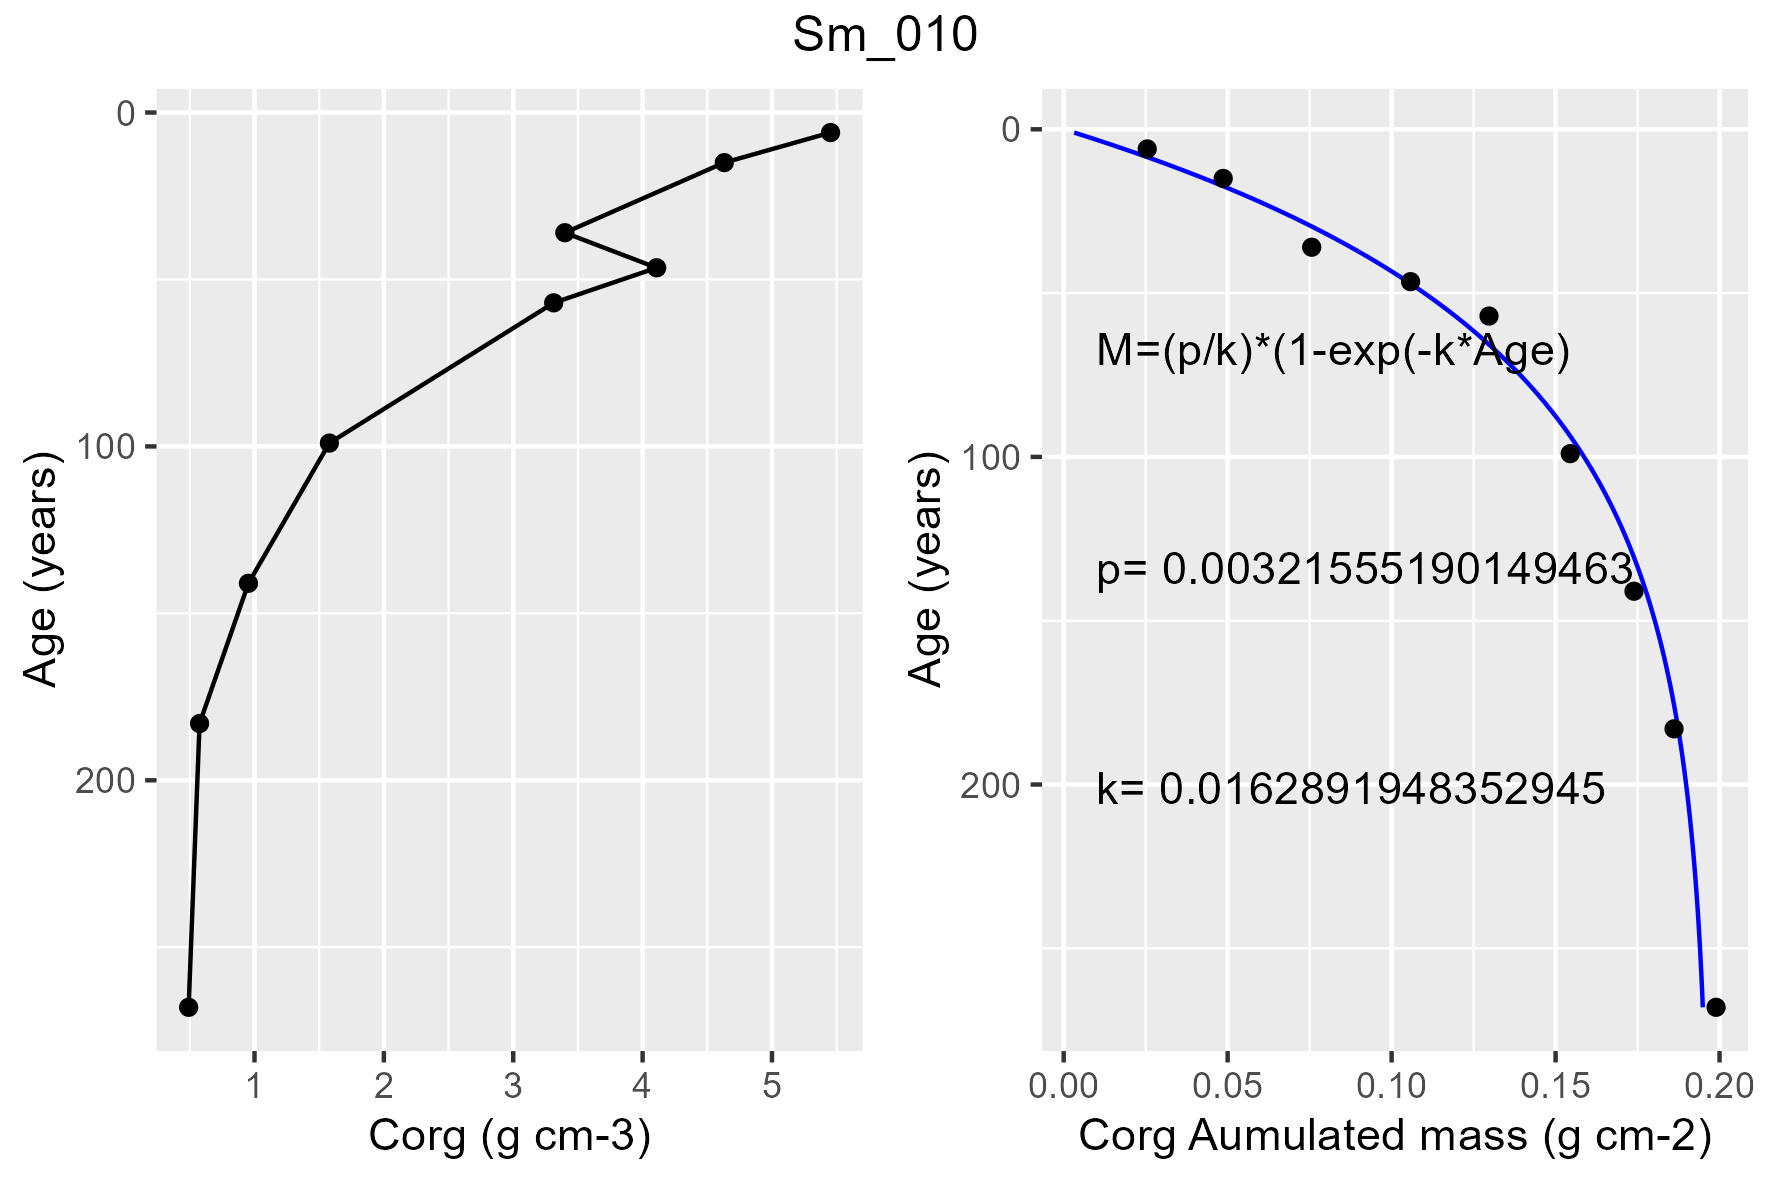 Sm_010
0
100
200
Age (years)
1 2 3 4 5
Corg (g cm-3)
0
100
200
Age (years)
M=(p/k)*(1-exp(-k*Age)
p= 0.00321555190149463
k= 0.0162891948352945
0.00 0.05 0.10 0.15 0.20
Corg Aumulated mass (g cm-2)